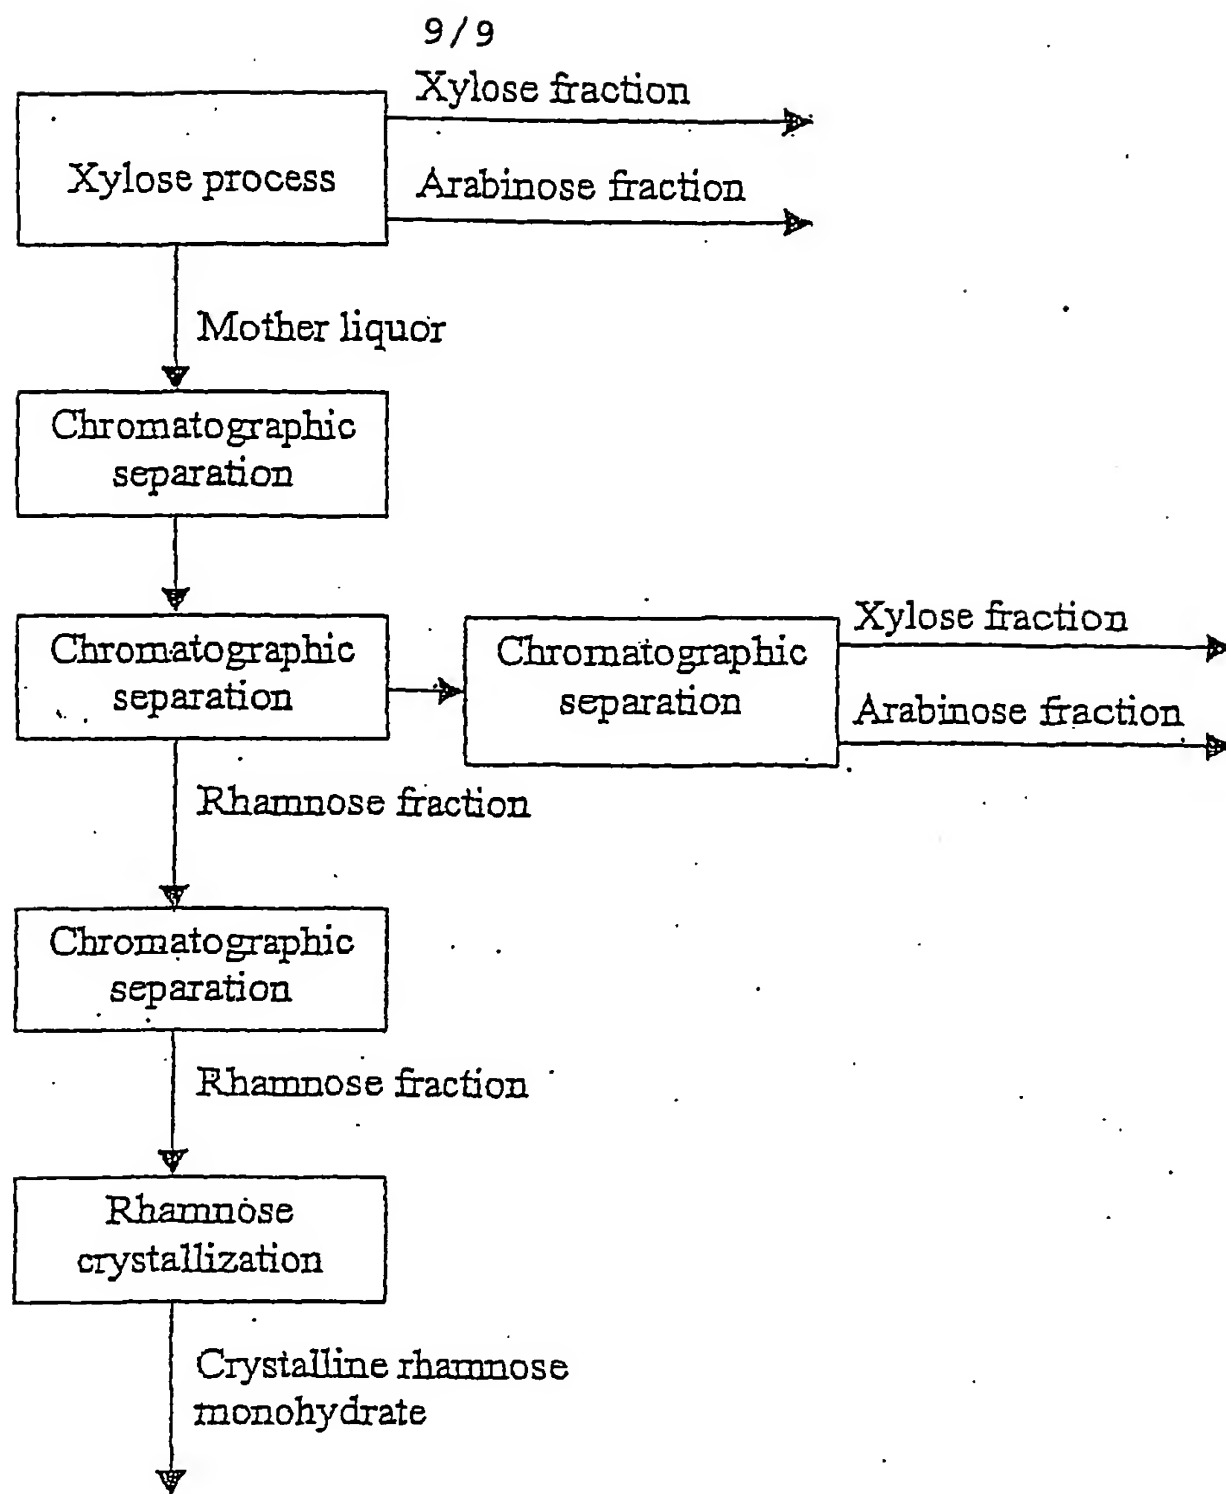 9/9
Xylose fraction
Xylose process
Arabinose fraction
Mother liquor
Chromatographic
separation
Chromatographic
separation
Chromatographic
separation
Xylose fraction
Arabinose fraction
Rhamnose fraction
Chromatographic
separation
Rhamnose fraction
Rhamnose
crystallization
Crystalline rhamnose
monohydrate